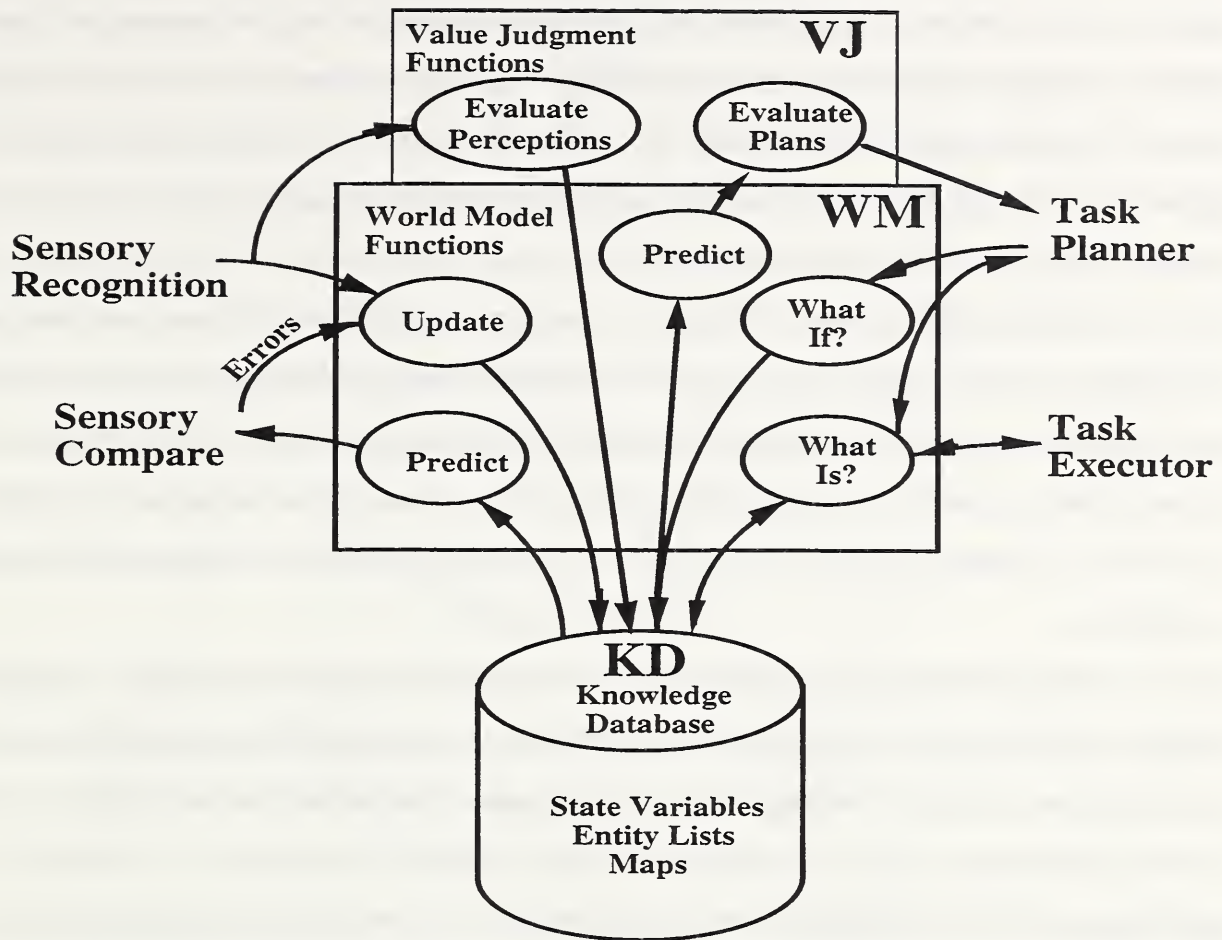 Value Judgment
Functions
VJ
Evaluate
Perceptions
Evaluate
Plans
World Model
Functions
WM
Sensory
Recognition
Task
Planner
Predict
Update
What
If?
Errors
Sensory
Compare
Predict
What
Is?
Task
Executor
KD
Knowledge
Database
State Variables
Entity Lists
Maps